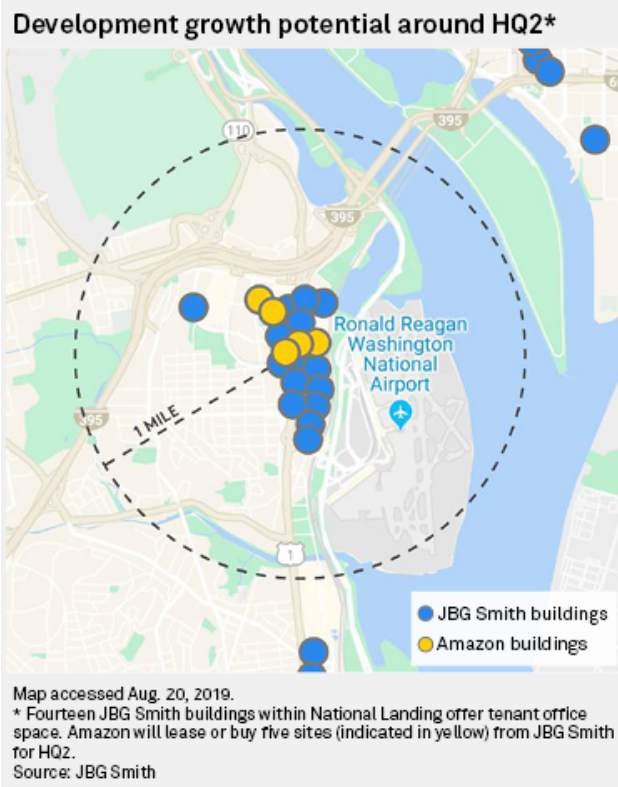 Development growth potential around HQ2*
110
395
395
Ronald Reagan
Washington
National
Airport
1 MILE
395
1
JBG Smith buildings
Amazon buildings
Map accessed Aug. 20, 2019.
* Fourteen JBG Smith buildings within National Landing offer tenant office
space. Amazon will lease or buy five sites (indicated in yellow) from JBG Smith
for HQ2.
Source: JBG Smith